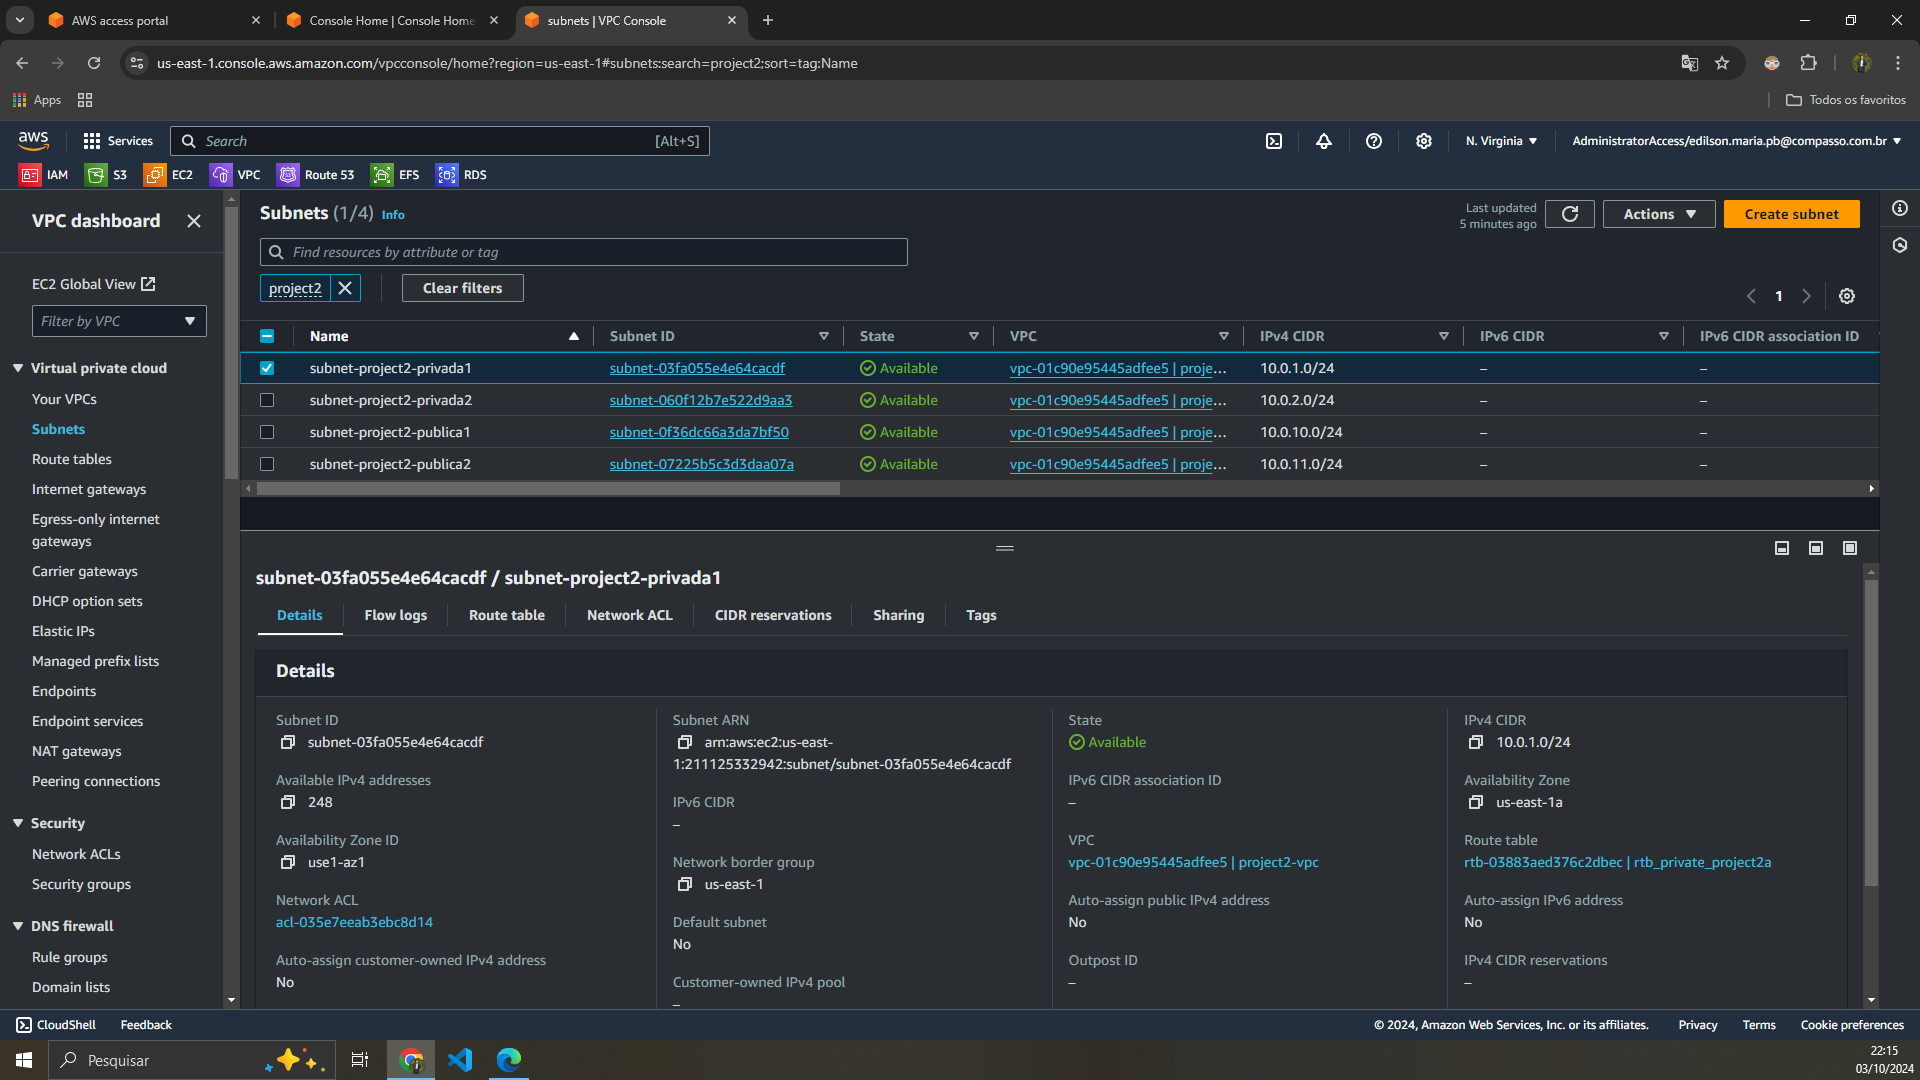 AWS access portal
Console Home | Console Home
subnets | VPC Console
us-east-1.console.aws.amazon.com/vpcconsole/home?region=us-east-1#subnets:search=project2;sort=tag:Name
Apps
Todos os favoritos
aws
Services
Search
[Alt+S]
N. Virginia
AdministratorAccess/edilson.maria.pb@compasso.com.br
IAM
S3
EC2
VPC
Route 53
EFS
RDS
VPC dashboard
EC2 Global View
Filter by VPC
Virtual private cloud
Your VPCs
Subnets
Route tables
Internet gateways
Egress-only internet
gateways
Carrier gateways
DHCP option sets
Elastic IPs
Managed prefix lists
Endpoints
Endpoint services
NAT gateways
Peering connections
Security
Network ACLs
Security groups
DNS firewall
Rule groups
Domain lists
Subnets (1/4) Info
Last updated
5 minutes ago
Actions
Create subnet
Find resources by attribute or tag
project2
Clear filters
1
Name Subnet ID State VPC IPv4 CIDR IPv6 CIDR IPv6 CIDR association ID
subnet-project2-privada1 subnet-03fa055e4e64cacdf Available vpc-01c90e95445adfee5 | proje... 10.0.1.0/24 – –
subnet-project2-privada2 subnet-060f12b7e522d9aa3 Available vpc-01c90e95445adfee5 | proje... 10.0.2.0/24 – –
subnet-project2-publica1 subnet-0f36dc66a3da7bf50 Available vpc-01c90e95445adfee5 | proje... 10.0.10.0/24 – –
subnet-project2-publica2 subnet-07225b5c3d3daa07a Available vpc-01c90e95445adfee5 | proje... 10.0.11.0/24 – –
subnet-03fa055e4e64cacdf / subnet-project2-privada1
Details
Flow logs
Route table
Network ACL
CIDR reservations
Sharing
Tags
Details
Subnet ID
subnet-03fa055e4e64cacdf
Available IPv4 addresses
248
Availability Zone ID
use1-az1
Network ACL
acl-035e7eeab3ebc8d14
Auto-assign customer-owned IPv4 address
No
Subnet ARN
arn:aws:ec2:us-east-
1:211125332942:subnet/subnet-03fa055e4e64cacdf
IPv6 CIDR
–
Network border group
us-east-1
Default subnet
No
Customer-owned IPv4 pool
–
State
Available
IPv6 CIDR association ID
–
VPC
vpc-01c90e95445adfee5 | project2-vpc
Auto-assign public IPv4 address
No
Outpost ID
–
IPv4 CIDR
10.0.1.0/24
Availability Zone
us-east-1a
Route table
rtb-03883aed376c2dbec | rtb_private_project2a
Auto-assign IPv6 address
No
IPv4 CIDR reservations
–
CloudShell
Feedback
© 2024, Amazon Web Services, Inc. or its affiliates.
Privacy
Terms
Cookie preferences
Pesquisar
22:15
03/10/2024